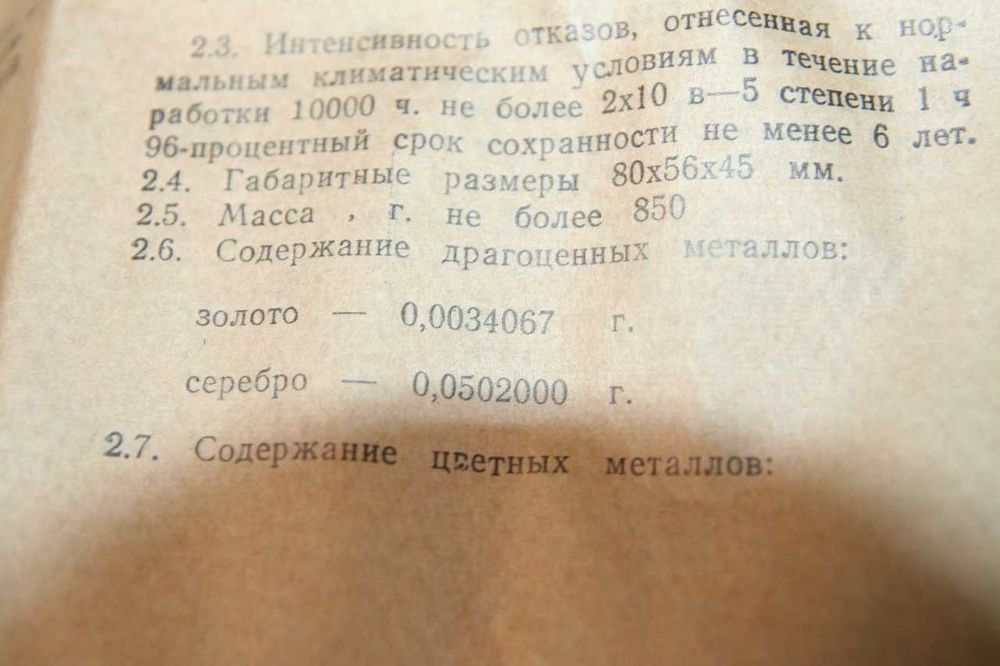 2.3. Интенсивность отказов, отнесенная к нор-
мальным климатическим условиям в течение на-
работки 10000 ч. не более 2х10 в—5 степени 1 ч
96-процентный срок сохранности не менее 6 лет.
2.4. Габаритные размеры 80х56х45 мм.
2.5. Масса , г. не более 850
2.6. Содержание драгоценных металлов:
золото — 0,0034067 г.
серебро — 0,0502000 г.
2.7. Содержание цветных металлов: